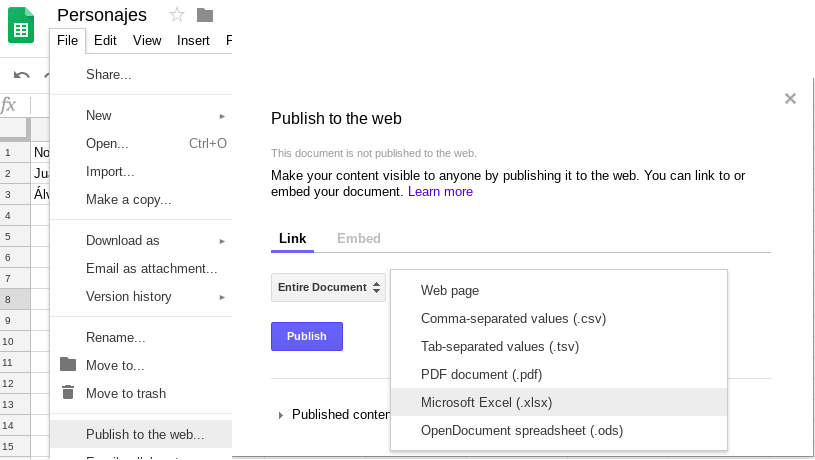 Personajes
File Edit View Insert F
Share...
New
Open... Ctrl+O
Import...
Make a copy...
Download as
Email as attachment...
Version history
Rename...
Move to...
Move to trash
Publish to the web...
fx
1 No
2 Jua
3 Álv
4
5
6
7
8
9
10
11
12
13
14
15
Publish to the web
This document is not published to the web.
Make your content visible to anyone by publishing it to the web. You can link to or
embed your document. Learn more
Link Embed
Entire Document
Web page
Comma-separated values (.csv)
Tab-separated values (.tsv)
PDF document (.pdf)
Microsoft Excel (.xlsx)
OpenDocument spreadsheet (.ods)
Publish
Published conten